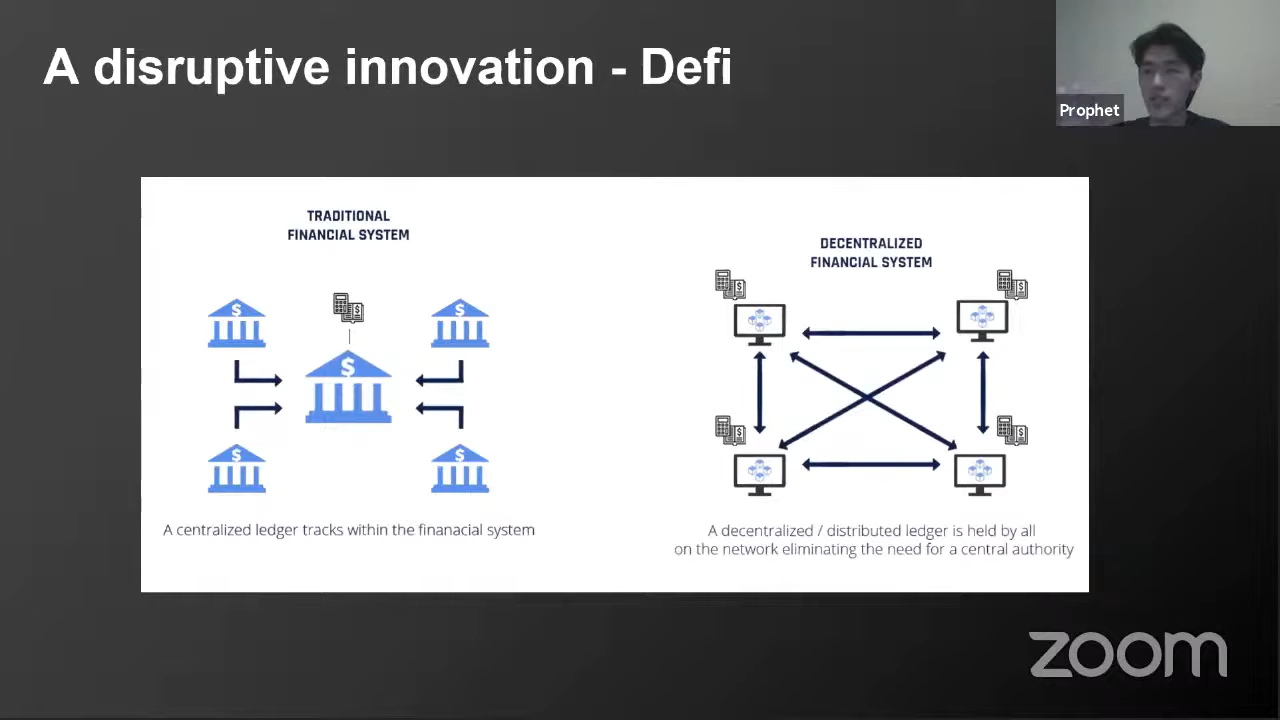 A disruptive innovation - Defi
Prophet
TRADITIONAL
FINANCIAL SYSTEM
$
$
$
$
$
A centralized ledger tracks within the finanacial system
DECENTRALIZED
FINANCIAL SYSTEM
A decentralized / distributed ledger is held by all
on the network eliminating the need for a central authority
zoom